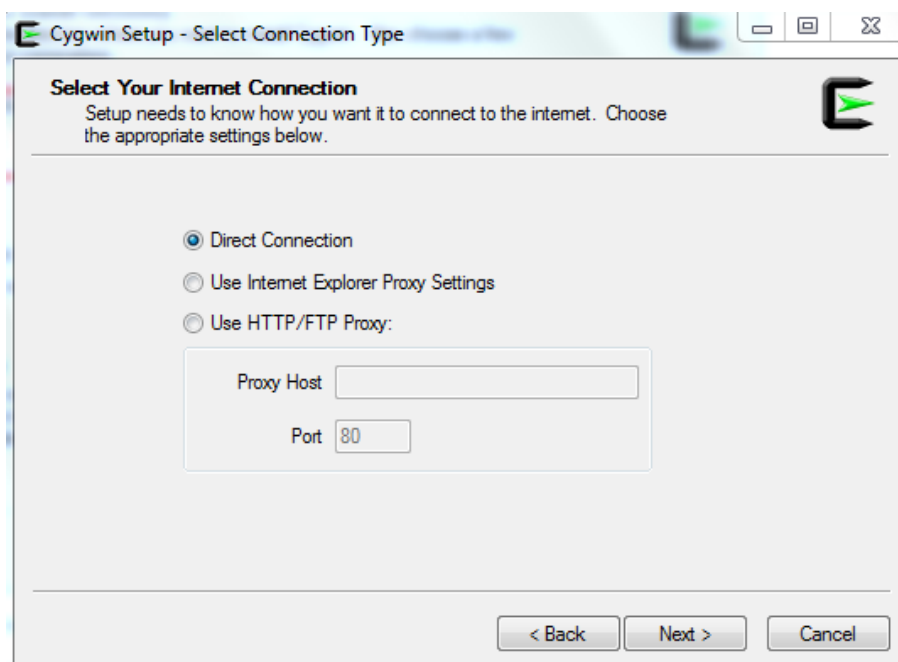 Cygwin Setup - Select Connection Type
Select Your Internet Connection
Setup needs to know how you want it to connect to the internet. Choose
the appropriate settings below.
Direct Connection
Use Internet Explorer Proxy Settings
Use HTTP/FTP Proxy:
Proxy Host
Port 80
< Back Next > Cancel